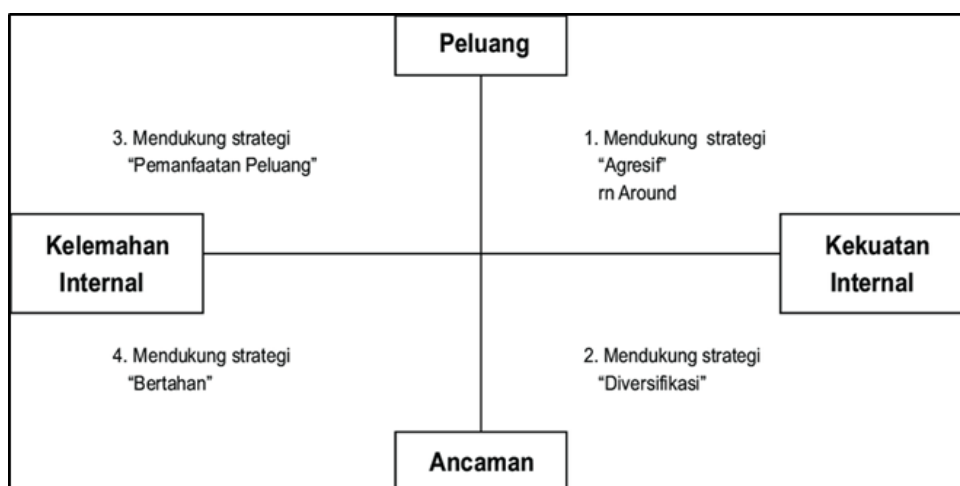 Peluang
3. Mendukung strategi
“Pemanfaatan Peluang”
1. Mendukung strategi
“Agresif”
rn Around
Kelemahan
Internal
Kekuatan
Internal
4. Mendukung strategi
“Bertahan”
2. Mendukung strategi
“Diversifikasi”
Ancaman